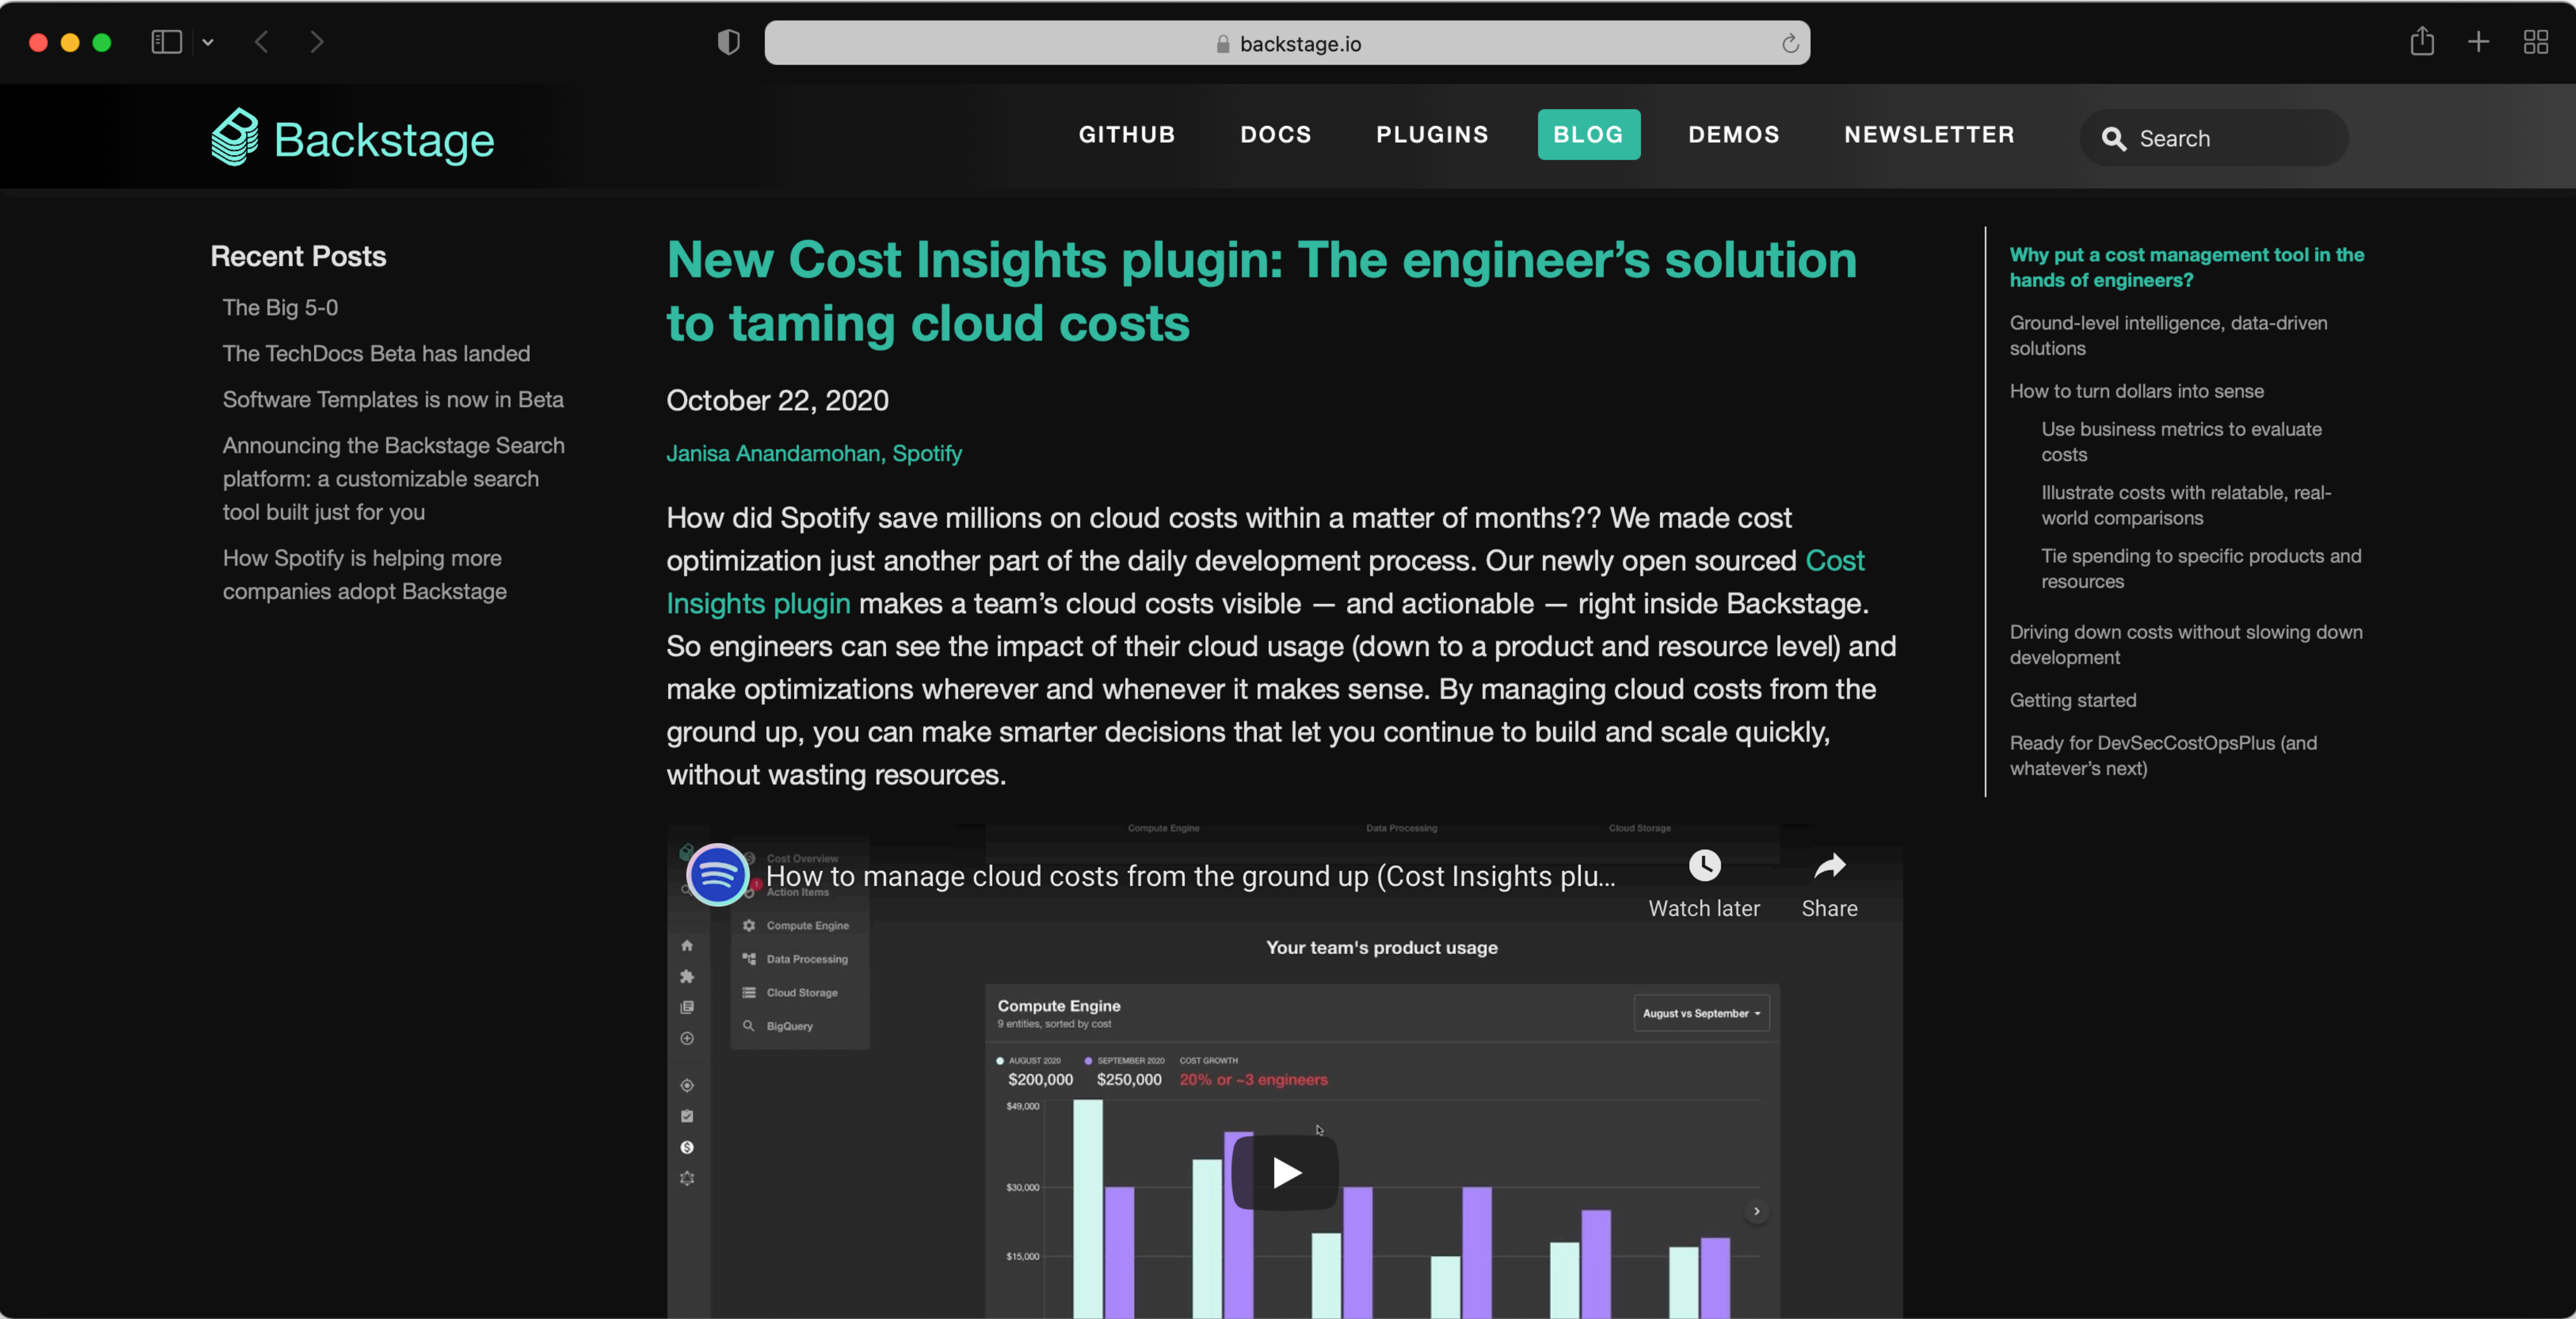 backstage.io
Backstage
GITHUB
DOCS
PLUGINS
BLOG
DEMOS
NEWSLETTER
Search
Recent Posts
The Big 5-0
The TechDocs Beta has landed
Software Templates is now in Beta
Announcing the Backstage Search
platform: a customizable search
tool built just for you
How Spotify is helping more
companies adopt Backstage
New Cost Insights plugin: The engineer’s solution
to taming cloud costs
October 22, 2020
Janisa Anandamohan, Spotify
How did Spotify save millions on cloud costs within a matter of months?? We made cost
optimization just another part of the daily development process. Our newly open sourced Cost
Insights plugin makes a team’s cloud costs visible — and actionable — right inside Backstage.
So engineers can see the impact of their cloud usage (down to a product and resource level) and
make optimizations wherever and whenever it makes sense. By managing cloud costs from the
ground up, you can make smarter decisions that let you continue to build and scale quickly,
without wasting resources.
Compute Engine
Data Processing
Cloud Storage
How to manage cloud costs from the ground up (Cost Insights plu...
Watch later
Share
Cost Overview
Action Items
Compute Engine
Data Processing
Cloud Storage
BigQuery
Your team's product usage
Compute Engine
9 entities, sorted by cost
August vs September
AUGUST 2020
SEPTEMBER 2020
COST GROWTH
$200,000
$250,000
20% or ~3 engineers
$49,000
$30,000
$15,000
Why put a cost management tool in the
hands of engineers?
Ground-level intelligence, data-driven
solutions
How to turn dollars into sense
Use business metrics to evaluate
costs
Illustrate costs with relatable, real-
world comparisons
Tie spending to specific products and
resources
Driving down costs without slowing down
development
Getting started
Ready for DevSecCostOpsPlus (and
whatever’s next)